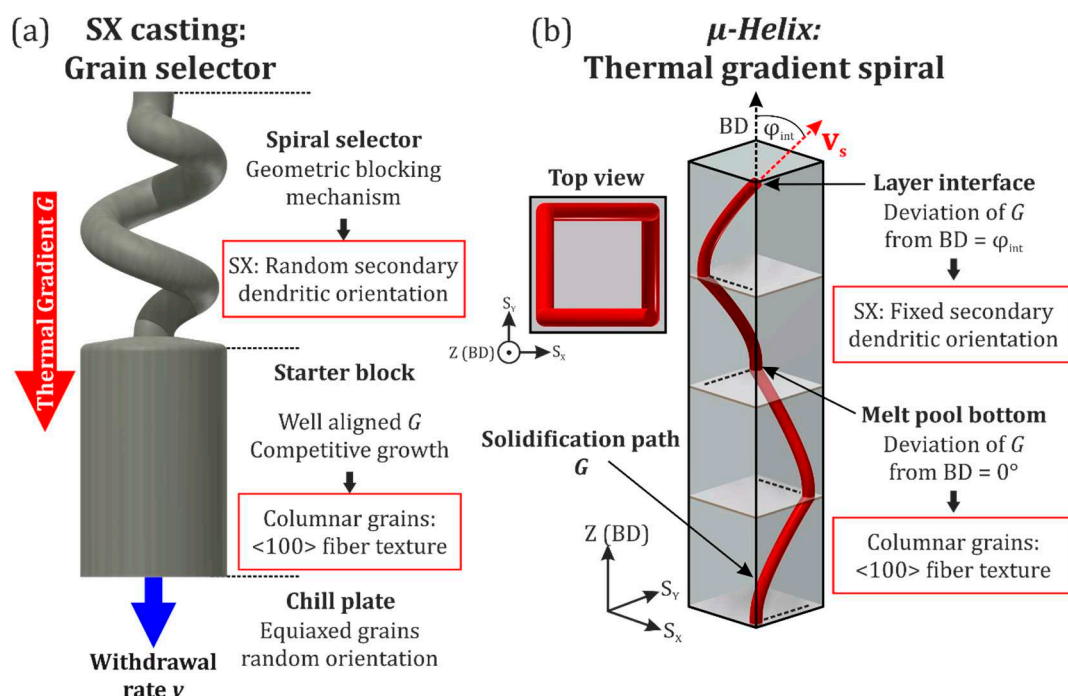 (a) SX casting:
Grain selector
Spiral selector
Geometric blocking
mechanism
SX: Random secondary
dendritic orientation
Thermal Gradient G
Starter block
Well aligned G
Competitive growth
Columnar grains:
<100> fiber texture
Chill plate
Equiaxed grains
random orientation
Withdrawal
rate v
(b) μ-Helix:
Thermal gradient spiral
BD
φint
vs
Top view
SY
Z (BD)
SX
Layer interface
Deviation of G
from BD = φint
SX: Fixed secondary
dendritic orientation
Melt pool bottom
Deviation of G
from BD = 0°
Columnar grains:
<100> fiber texture
Solidification path
G
Z (BD)
SY
SX